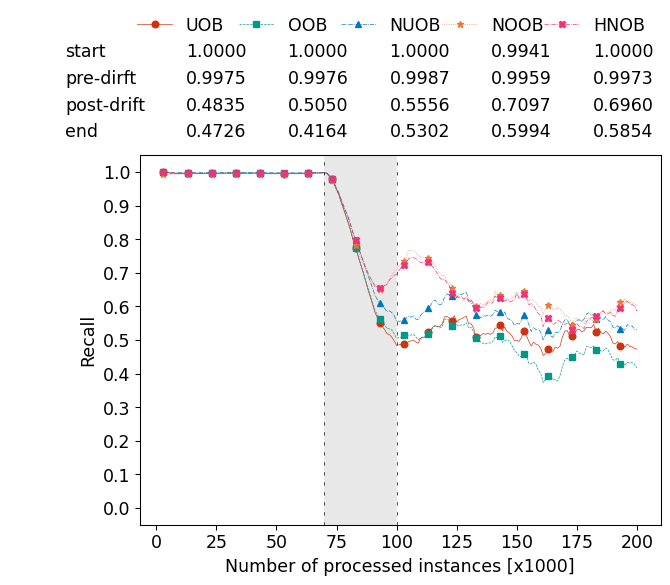 UOB OOB NUOB NOOB HNOB
start 1.0000 1.0000 1.0000 0.9941 1.0000
pre-dirft 0.9975 0.9976 0.9987 0.9959 0.9973
post-drift 0.4835 0.5050 0.5556 0.7097 0.6960
end 0.4726 0.4164 0.5302 0.5994 0.5854
1.0
0.9
0.8
0.7
0.6
0.5
0.4
0.3
0.2
0.1
0.0
Recall
0 25 50 75 100 125 150 175 200
Number of processed instances [x1000]